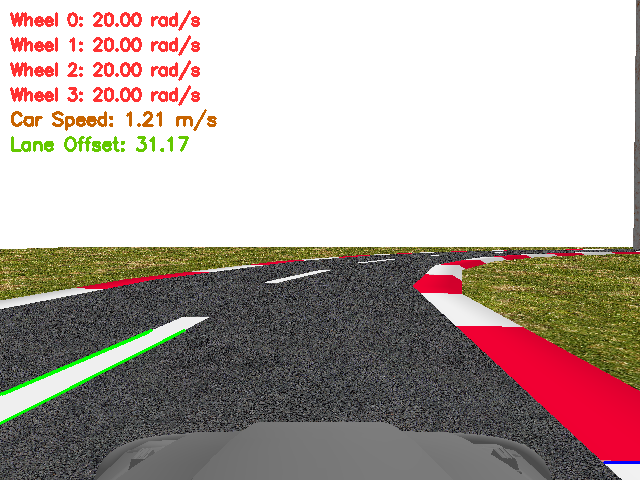 Wheel 0: 20.00 rad/s
Wheel 1: 20.00 rad/s
Wheel 2: 20.00 rad/s
Wheel 3: 20.00 rad/s
Car Speed: 1.21 m/s
Lane Offset: 31.17